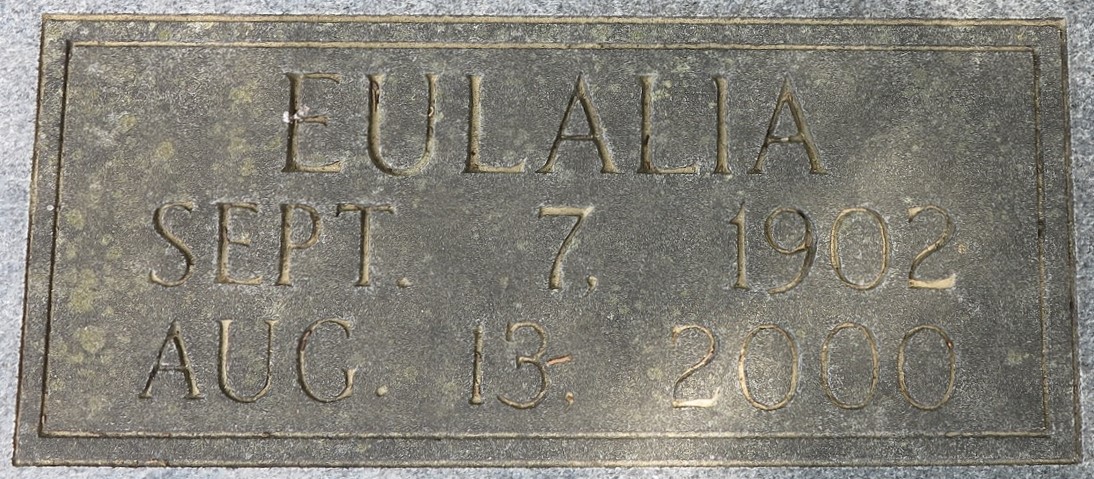 EULALIA
SEPT. 7, 1902
AUG. 13, 2000